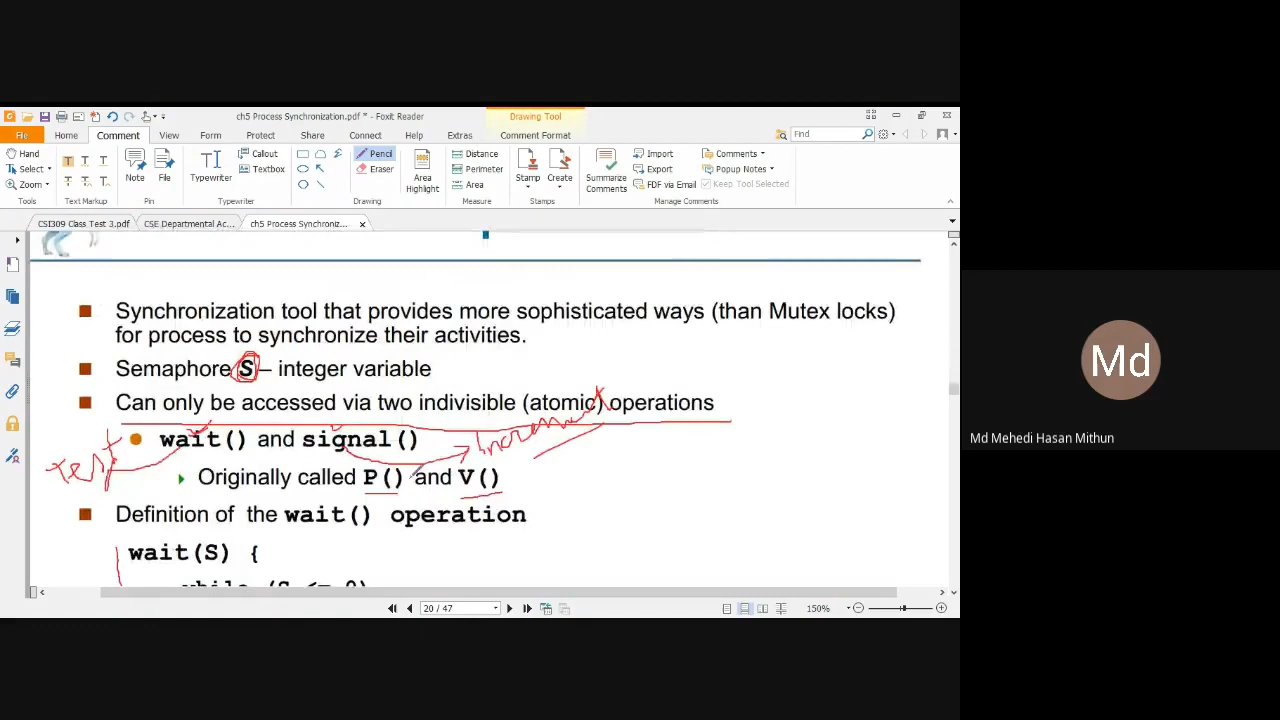 ch5 Process Synchronization.pdf * - Foxit Reader
Drawing Tool
File Home Comment View Form Protect Share Connect Help Extras Comment Format Find
Hand
Select
Zoom
Tools
Text Markup
Note
File
Pin
Typewriter
Callout
Textbox
Typewriter
Pencil
Eraser
Drawing
Area Highlight
Distance
Perimeter
Area
Measure
Stamp
Create
Stamps
Summarize Comments
Import
Export
FDF via Email
Comments
Popup Notes
Keep Tool Selected
Manage Comments
CSI309 Class Test 3.pdf
CSE Departmental Ac...
ch5 Process Synchroniz...
Synchronization tool that provides more sophisticated ways (than Mutex locks)
for process to synchronize their activities.
Semaphore S – integer variable
Can only be accessed via two indivisible (atomic) operations
wait() and signal()
Increment
Test
Originally called P() and V()
Definition of the wait() operation
wait(S) {
while (S <= 0)
20 / 47
150%
Md
Md Mehedi Hasan Mithun